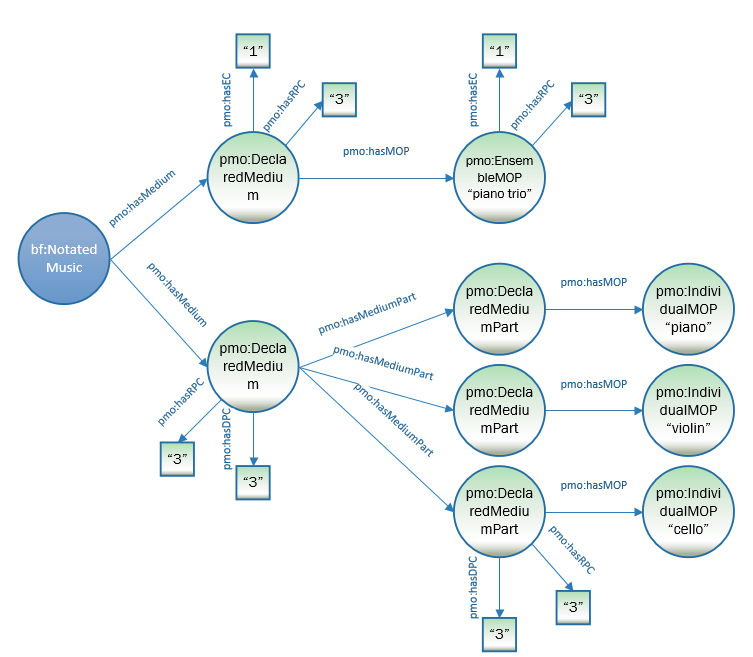 “1”
“1”
pmo:hasEC
pmo:hasRPC
“3”
pmo:hasEC
pmo:hasRPC
“3”
pmo:Decla
redMediu
m
pmo:hasMOP
pmo:Ensem
bleMOP
“piano trio”
pmo:hasMedium
bf:Notated
Music
pmo:hasMedium
pmo:Decla
redMediu
m
pmo:hasMediumPart
pmo:Decla
redMediu
mPart
pmo:hasMOP
pmo:Indivi
dualMOP
“piano”
pmo:hasMediumPart
pmo:Decla
redMediu
mPart
pmo:hasMOP
pmo:Indivi
dualMOP
“violin”
pmo:hasMediumPart
pmo:Decla
redMediu
mPart
pmo:hasMOP
pmo:Indivi
dualMOP
“cello”
pmo:hasRPC
“3”
pmo:hasDPC
“3”
pmo:hasDPC
“3”
pmo:hasRPC
“3”